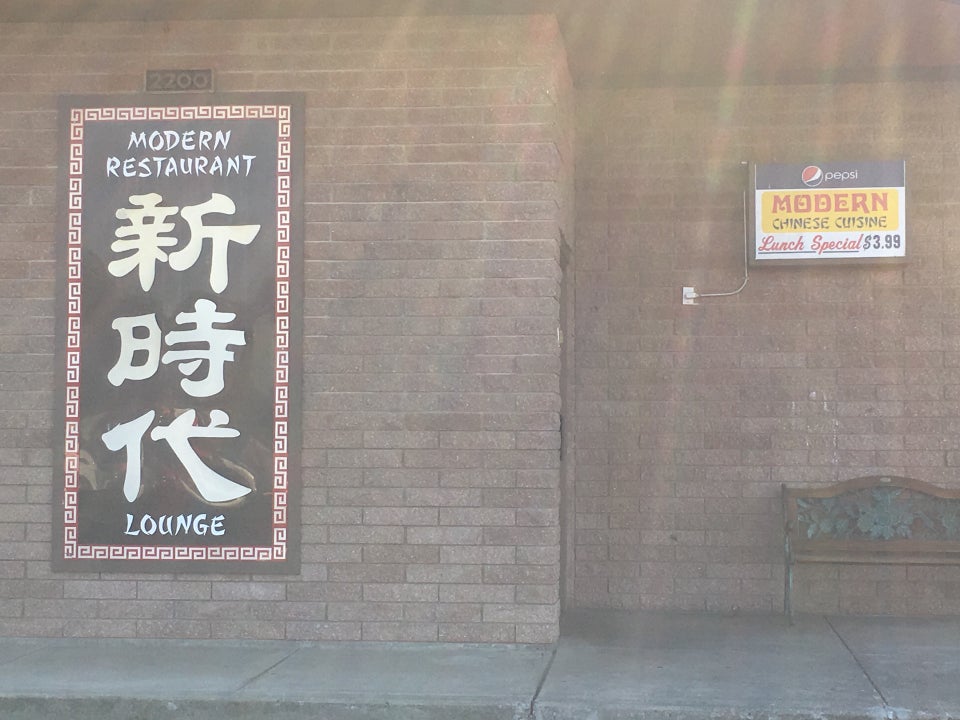 2200
MODERN
RESTAURANT
新
時
代
LOUNGE
pepsi
MODERN
CHINESE CUISINE
Lunch Special $3.99